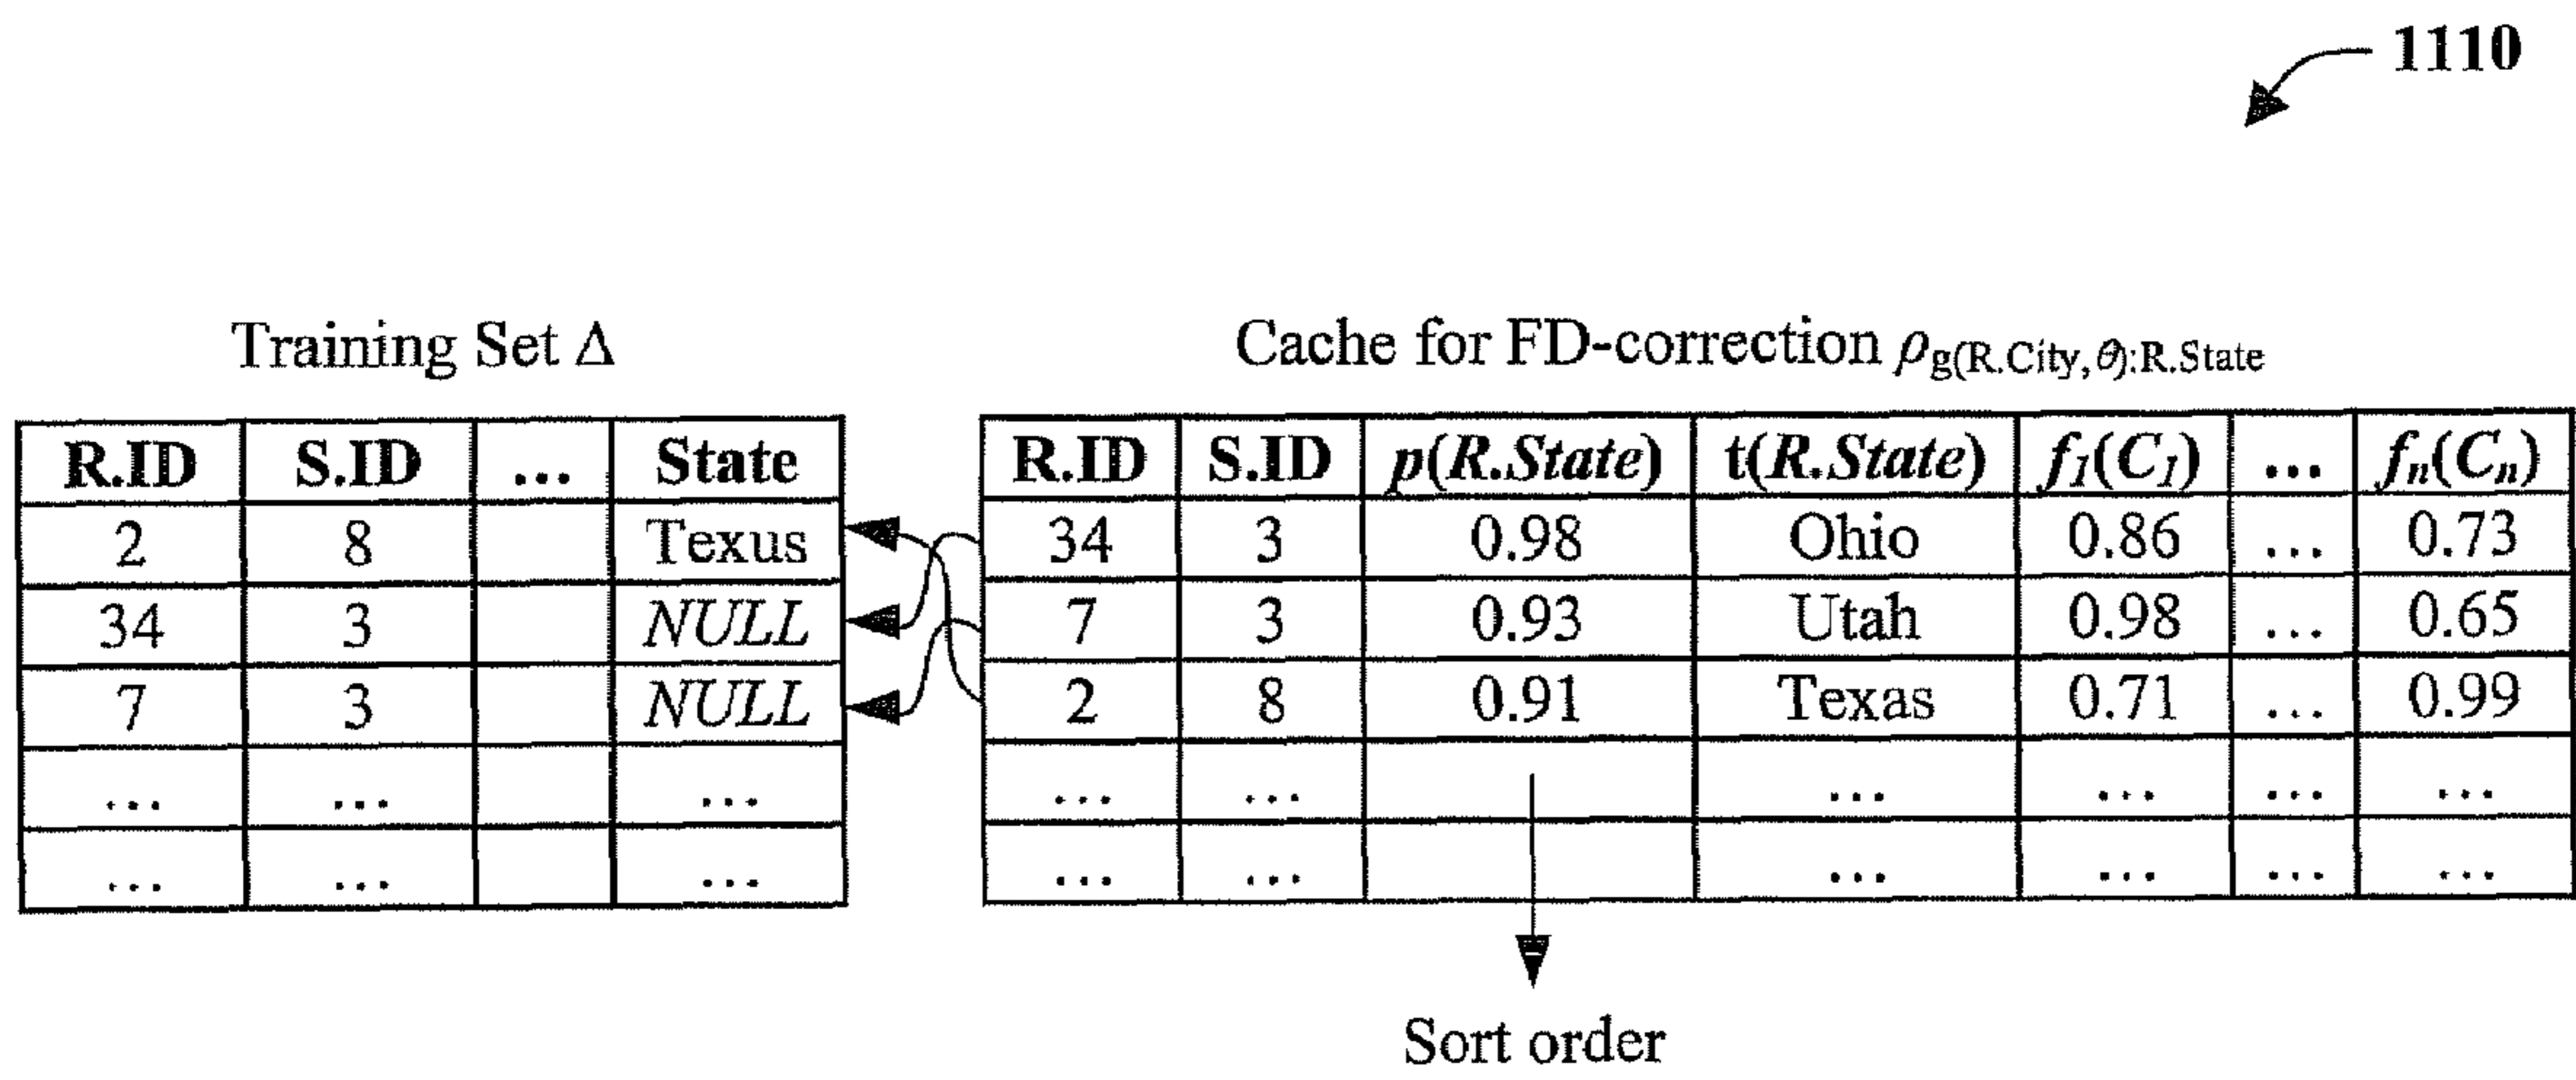 1110
Training Set Δ
R.ID S.ID ... State
2 8 Texus
34 3 NULL
7 3 NULL
... ... ...
... ... ...
Cache for FD-correction ρg(R.City,θ):R.State
R.ID S.ID p(R.State) t(R.State) f1(C1) ... fn(Cn)
34 3 0.98 Ohio 0.86 ... 0.73
7 3 0.93 Utah 0.98 ... 0.65
2 8 0.91 Texas 0.71 ... 0.99
... ... ... ... ... ...
... ... ... ... ... ...
Sort order